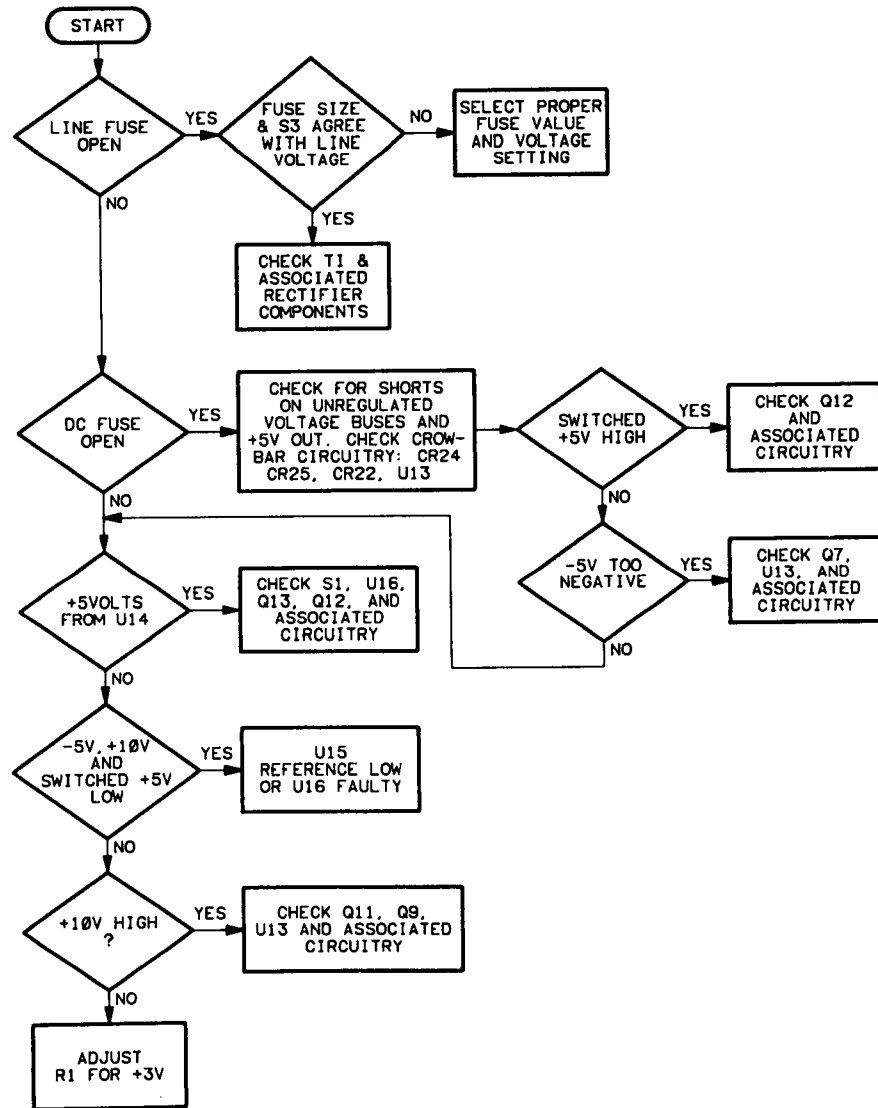 START
LINE FUSE
OPEN
YES
FUSE SIZE
& S3 AGREE
WITH LINE
VOLTAGE
NO
SELECT PROPER
FUSE VALUE
AND VOLTAGE
SETTING
NO
YES
CHECK TI &
ASSOCIATED
RECTIFIER
COMPONENTS
DC FUSE
OPEN
YES
CHECK FOR SHORTS
ON UNREGULATED
VOLTAGE BUSES AND
+5V OUT. CHECK CROW-
BAR CIRCUITRY: CR24
CR25, CR22, U13
SWITCHED
+5V HIGH
YES
CHECK Q12
AND
ASSOCIATED
CIRCUITRY
NO
NO
-5V TOO
NEGATIVE
YES
CHECK Q7,
U13, AND
ASSOCIATED
CIRCUITRY
NO
+5VOLTS
FROM U14
YES
CHECK S1, U16,
Q13, Q12, AND
ASSOCIATED
CIRCUITRY
NO
-5V, +10V
AND
SWITCHED +5V
LOW
YES
U15
REFERENCE LOW
OR U16 FAULTY
NO
+10V HIGH
?
YES
CHECK Q11, Q9,
U13 AND ASSOCIATED
CIRCUITRY
NO
ADJUST
R1 FOR +3V